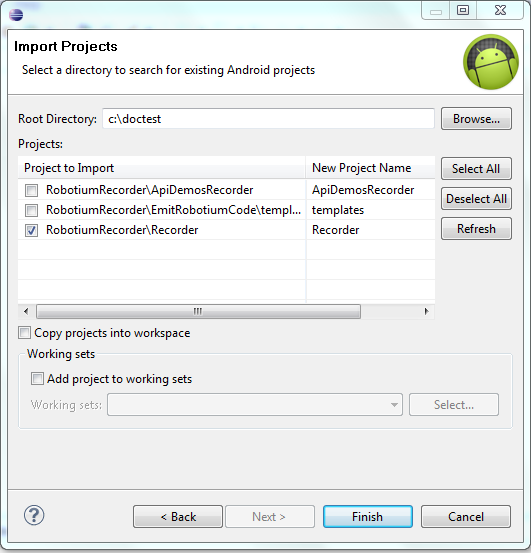 Import Projects
Select a directory to search for existing Android projects
Root Directory: c:\doctest Browse...
Projects:
Project to Import New Project Name Select All
RobotiumRecorder\ApiDemosRecorder ApiDemosRecorder
Deselect All
RobotiumRecorder\EmitRobotiumCode\templ... templates
RobotiumRecorder\Recorder Recorder Refresh
Copy projects into workspace
Working sets
Add project to working sets
Working sets: Select...
? < Back Next > Finish Cancel